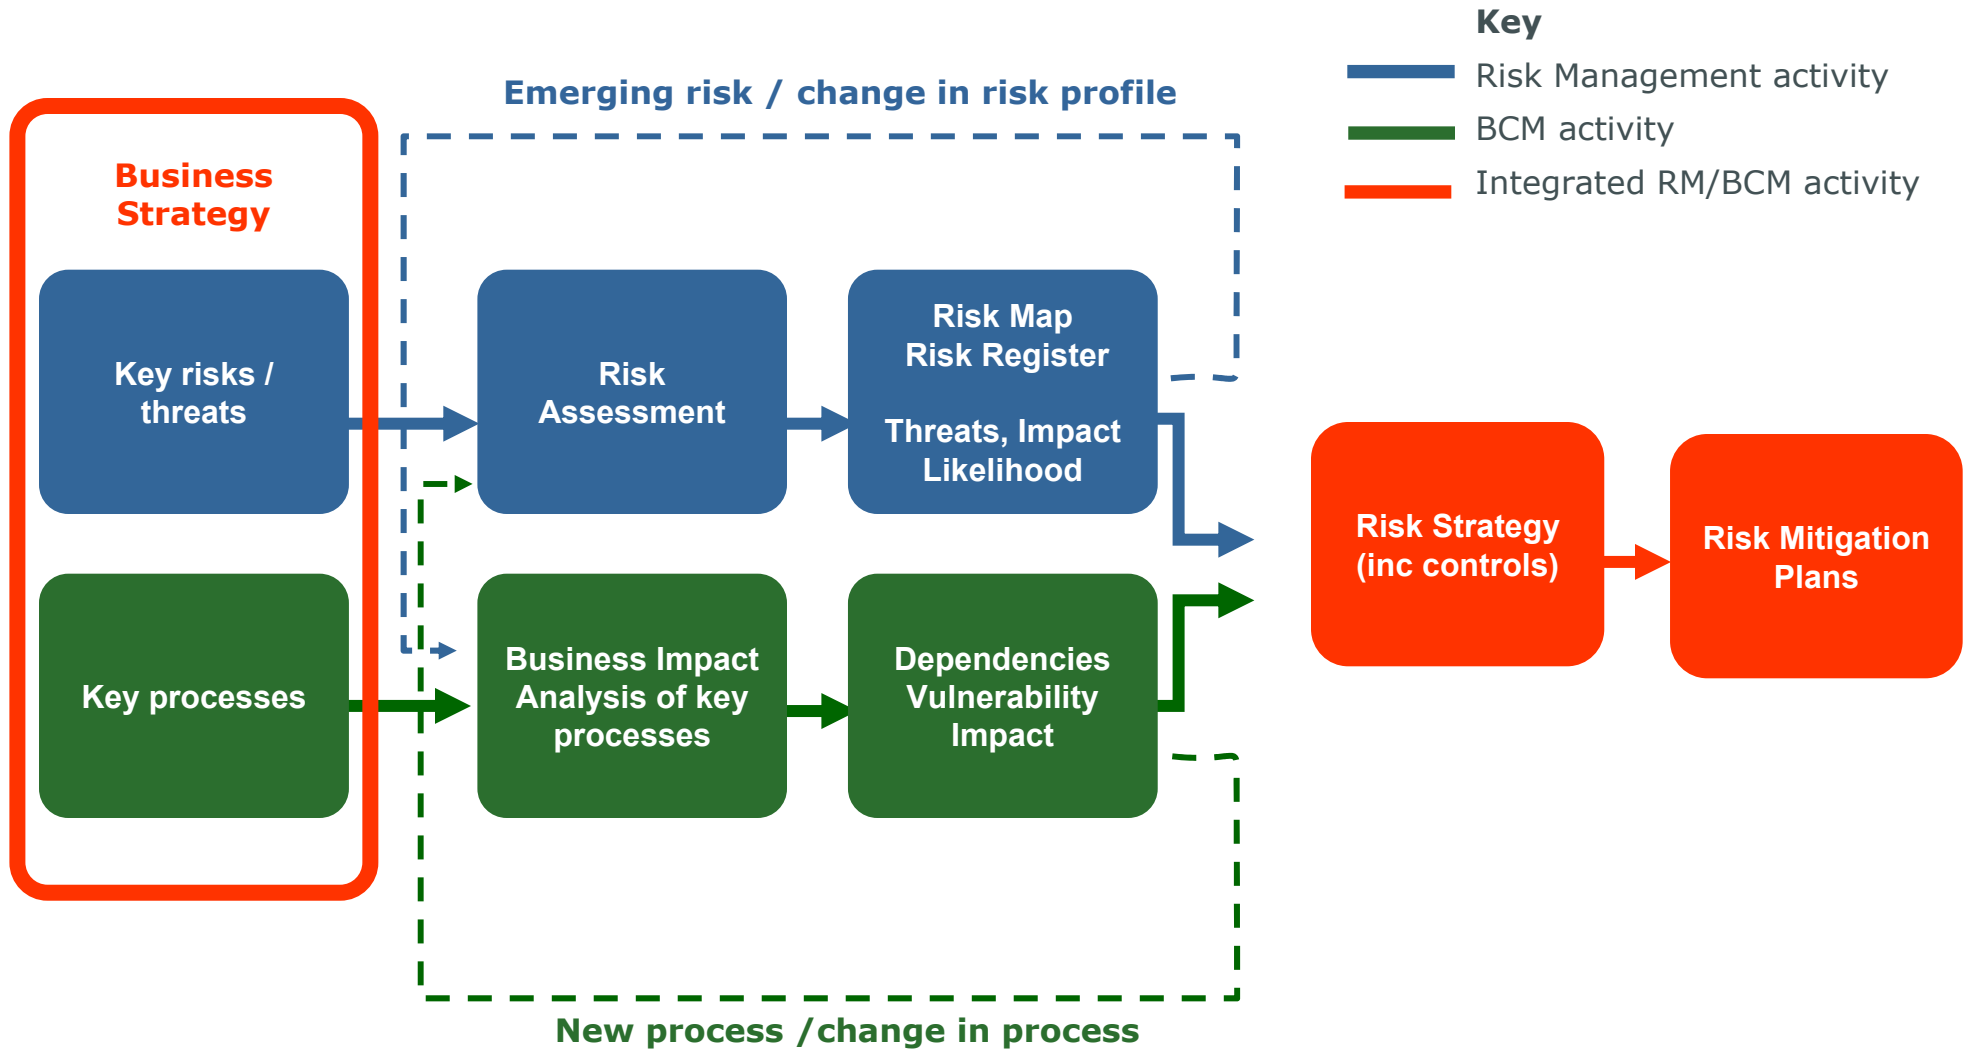 Key
Risk Management activity
BCM activity
Integrated RM/BCM activity
Emerging risk / change in risk profile
Business
Strategy
Key risks /
threats
Risk
Assessment
Risk Map
Risk Register
Threats, Impact
Likelihood
Key processes
Business Impact
Analysis of key
processes
Dependencies
Vulnerability
Impact
Risk Strategy
(inc controls)
Risk Mitigation
Plans
New process /change in process